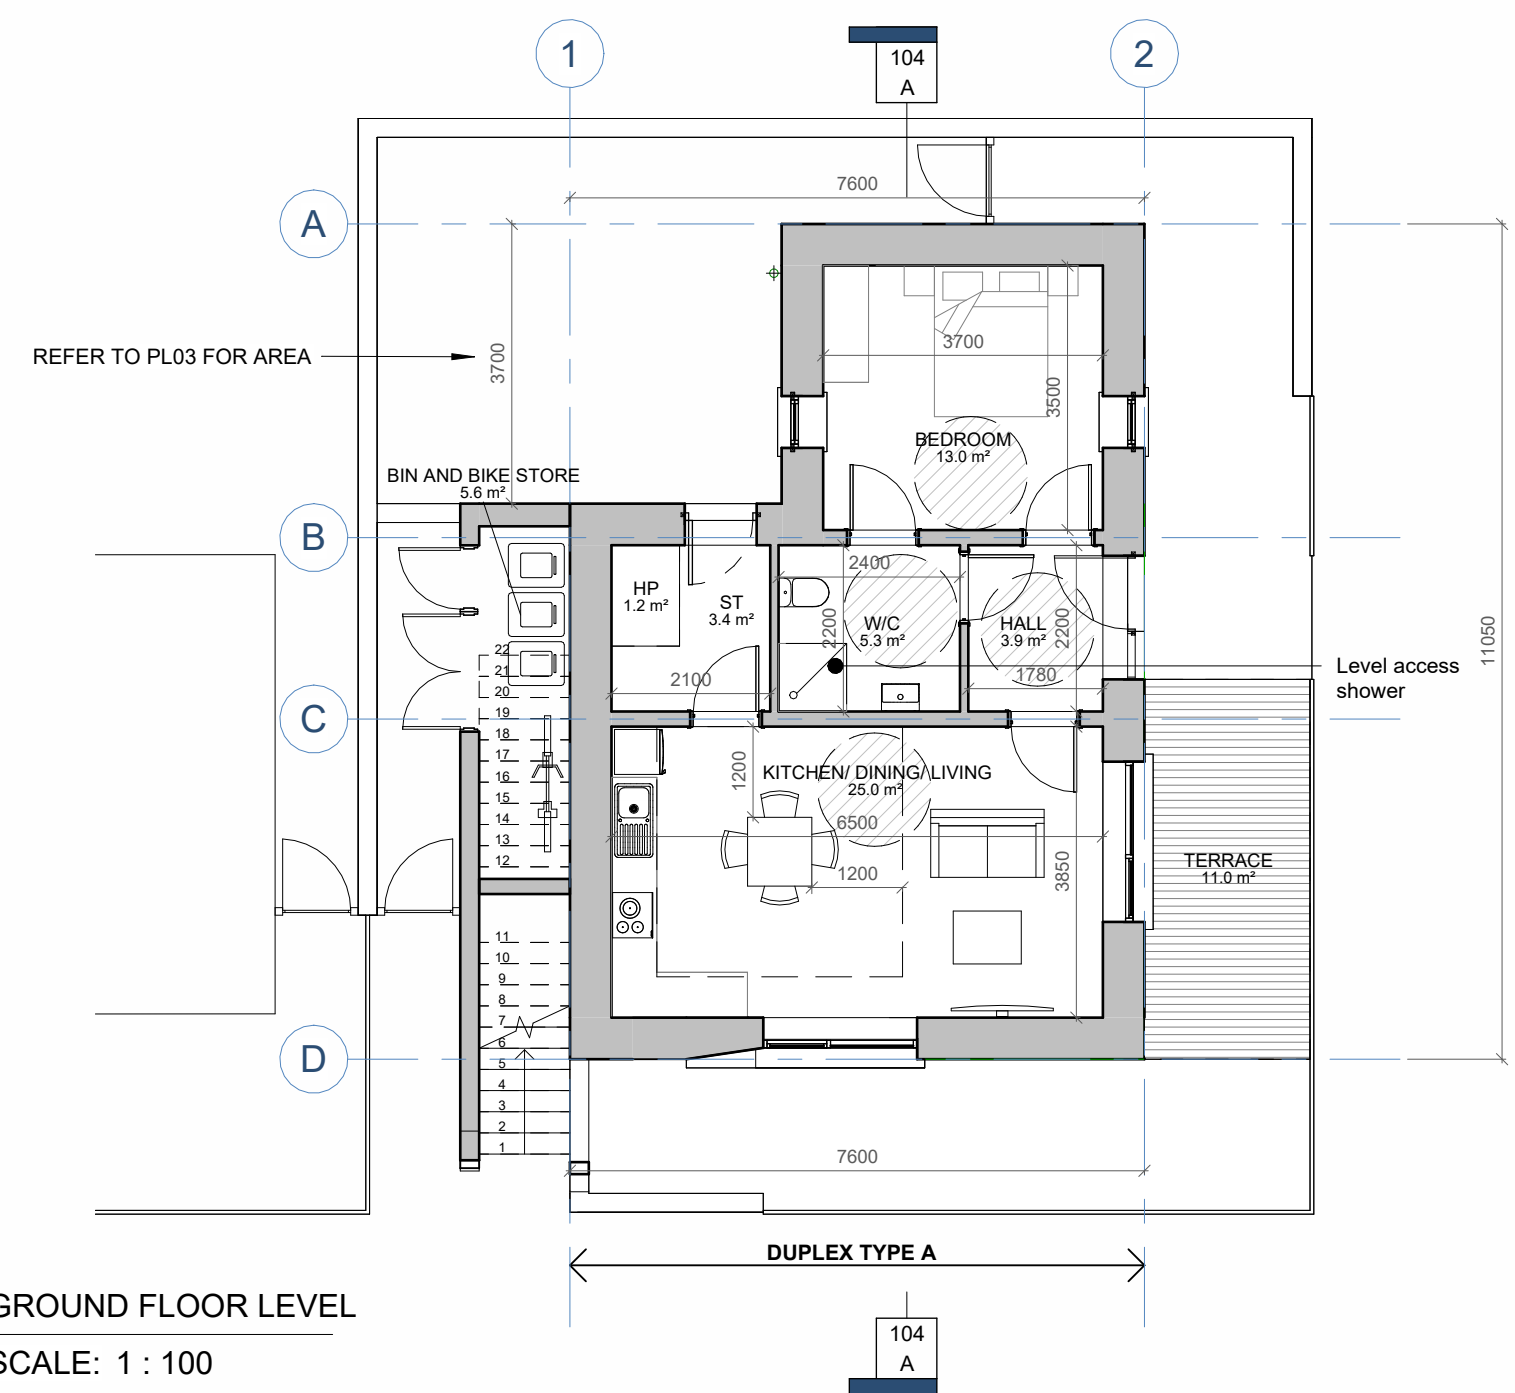 1
2
104
A
7600
A
3700
REFER TO PL03 FOR AREA
3700
3500
BEDROOM
13.0 m²
BIN AND BIKE STORE
5.6 m²
B
HP
1.2 m²
ST
3.4 m²
2400
2200
W/C
5.3 m²
HALL
3.9 m²
2200
1780
2100
11050
Level access
shower
C
22
21
20
19
18
17
16
15
14
13
12
1200
KITCHEN/ DINING/ LIVING
25.0 m²
6500
1200
3850
TERRACE
11.0 m²
11
10
9
8
7
6
5
4
3
2
1
D
7600
DUPLEX TYPE A
GROUND FLOOR LEVEL
SCALE: 1 : 100
104
A